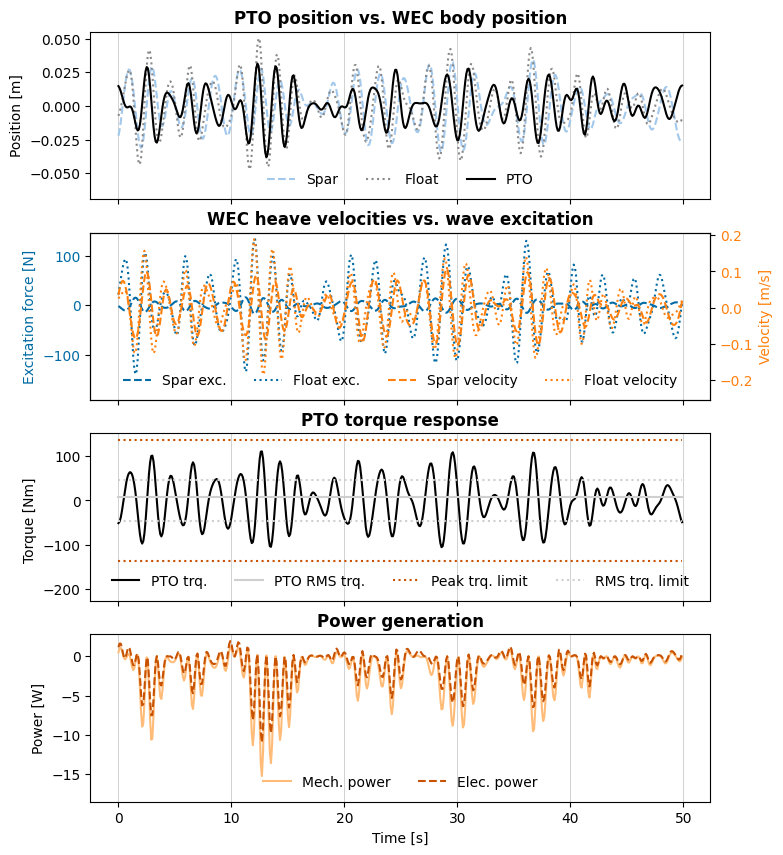 PTO position vs. WEC body position
0.050
0.025
0.000
−0.025
−0.050
Position [m]
Spar Float PTO
WEC heave velocities vs. wave excitation
100
0
−100
Excitation force [N]
0.2
0.1
0.0
−0.1
−0.2
Velocity [m/s]
Spar exc. Float exc. Spar velocity Float velocity
PTO torque response
100
0
−100
−200
Torque [Nm]
PTO trq. PTO RMS trq. Peak trq. limit RMS trq. limit
Power generation
0
−5
−10
−15
Power [W]
Mech. power Elec. power
0 10 20 30 40 50
Time [s]